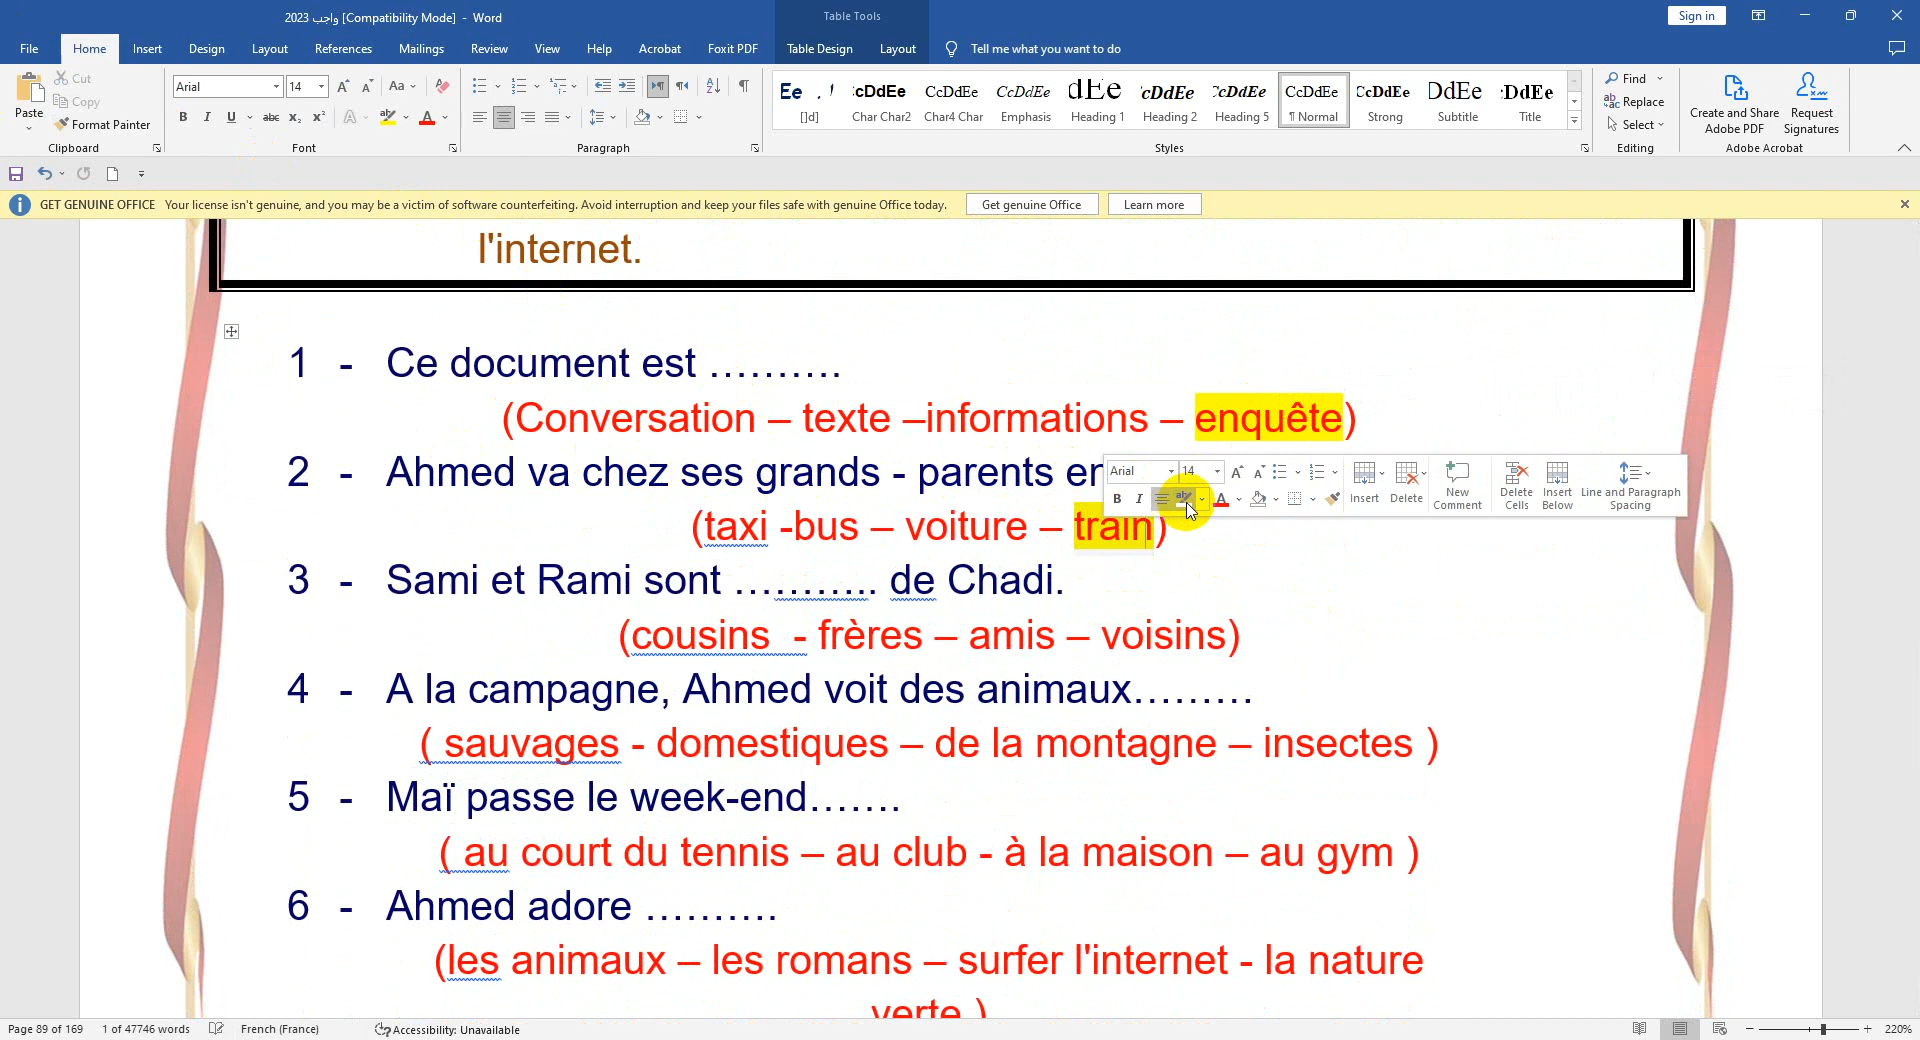 واجب 2023 [Compatibility Mode] - Word
Table Tools
Sign in
File Home Insert Design Layout References Mailings Review View Help Acrobat Foxit PDF Table Design Layout Tell me what you want to do
Paste
Cut
Copy
Format Painter
Clipboard
Arial 14
Aa
B I U abc x₂ x²
Font
Paragraph
[]d]
Char Char2
Char4 Char
Emphasis
Heading 1
Heading 2
Heading 5
¶ Normal
Strong
Subtitle
Title
Styles
Find
Replace
Select
Editing
Create and Share Adobe PDF
Request Signatures
Adobe Acrobat
GET GENUINE OFFICE Your license isn't genuine, and you may be a victim of software counterfeiting. Avoid interruption and keep your files safe with genuine Office today. Get genuine Office Learn more
l'internet.
1 - Ce document est ……….
(Conversation – texte –informations – enquête)
2 - Ahmed va chez ses grands - parents en
(taxi -bus – voiture – train)
3 - Sami et Rami sont ……….. de Chadi.
(cousins - frères – amis – voisins)
4 - A la campagne, Ahmed voit des animaux………
( sauvages - domestiques – de la montagne – insectes )
5 - Maï passe le week-end…….
( au court du tennis – au club - à la maison – au gym )
6 - Ahmed adore ……….
(les animaux – les romans – surfer l'internet - la nature
verte )
Arial 14
B I
Insert
Delete
New Comment
Delete Cells
Insert Below
Line and Paragraph Spacing
Page 89 of 169 1 of 47746 words French (France) Accessibility: Unavailable 220%